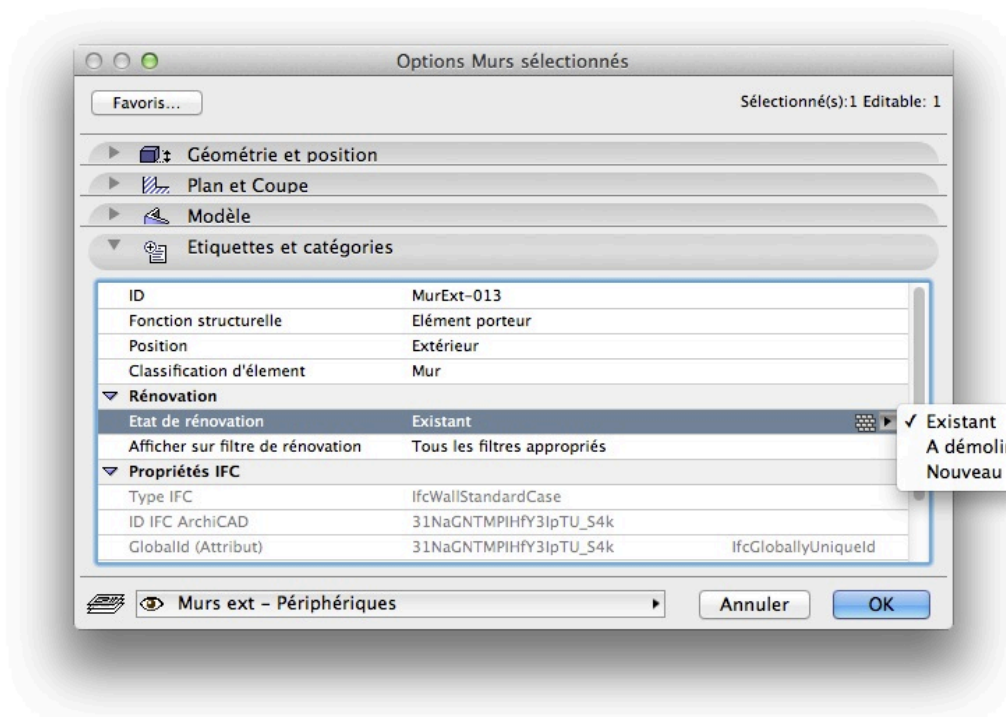 Options Murs sélectionnés
Favoris...
Sélectionné(s):1 Editable: 1
Géométrie et position
Plan et Coupe
Modèle
Etiquettes et catégories
ID MurExt-013
Fonction structurelle Elément porteur
Position Extérieur
Classification d'élement Mur
Rénovation
Etat de rénovation Existant
✓ Existant
Afficher sur filtre de rénovation Tous les filtres appropriés
A démolir
Propriétés IFC
Nouveau
Type IFC IfcWallStandardCase
ID IFC ArchiCAD 31NaGNTMPIHfY3IpTU_S4k
GlobalId (Attribut) 31NaGNTMPIHfY3IpTU_S4k IfcGloballyUniqueId
Murs ext - Périphériques
Annuler
OK